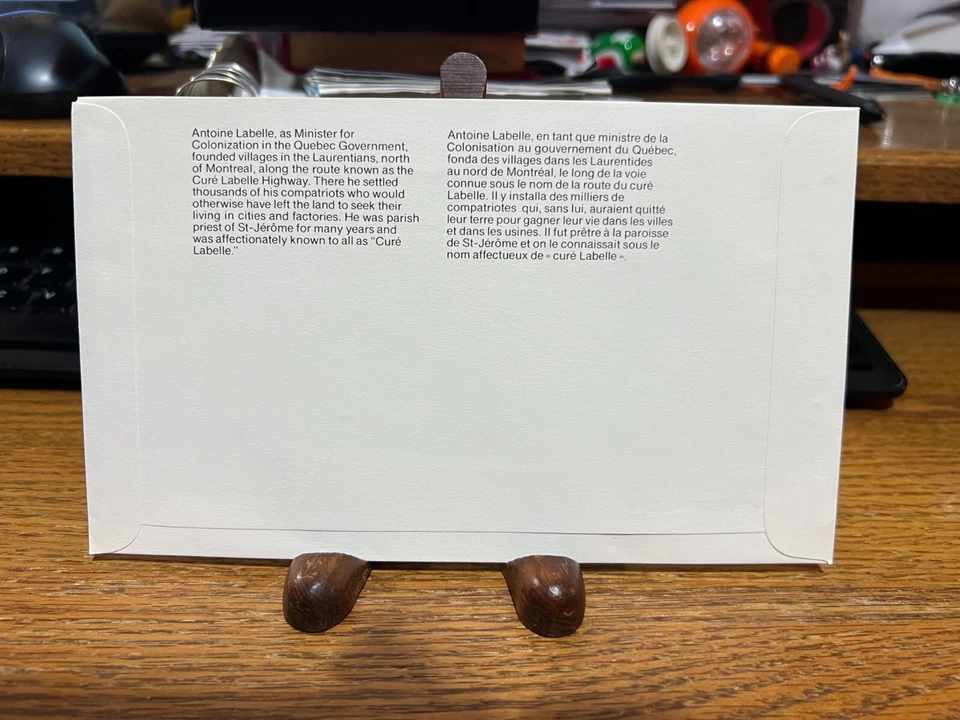 Antoine Labelle, as Minister for
Colonization in the Quebec Government,
founded villages in the Laurentians, north
of Montreal, along the route known as the
Curé Labelle Highway. There he settled
thousands of his compatriots who would
otherwise have left the land to seek their
living in cities and factories. He was parish
priest of St-Jérôme for many years and
was affectionately known to all as "Curé
Labelle."
Antoine Labelle, en tant que ministre de la
Colonisation au gouvernement du Québec,
fonda des villages dans les Laurentides
au nord de Montréal, le long de la voie
connue sous le nom de la route du curé
Labelle. Il y installa des milliers de
compatriotes qui, sans lui, auraient quitté
leur terre pour gagner leur vie dans les villes
et dans les usines. Il fut prêtre à la paroisse
de St-Jérôme et on le connaissait sous le
nom affectueux de « curé Labelle ».